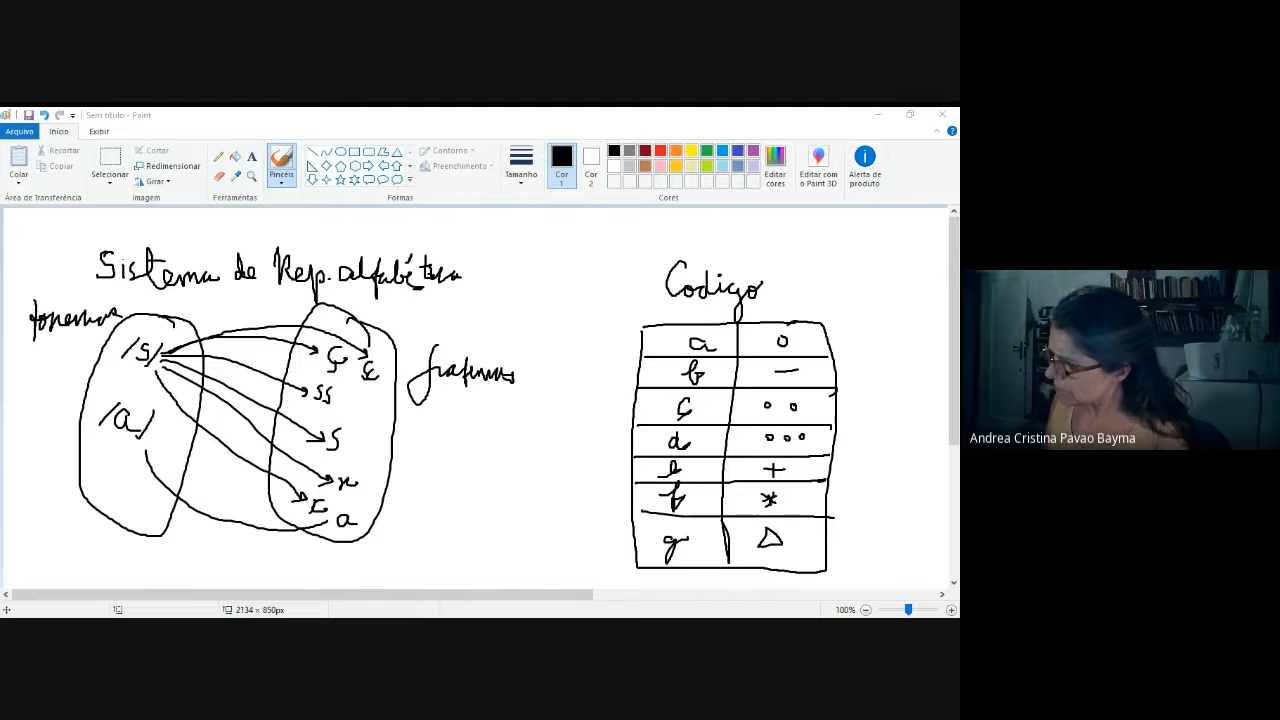 Sem título - Paint
Arquivo
Início
Exibir
Colar
Recortar
Copiar
Área de Transferência
Selecionar
Cortar
Redimensionar
Girar
Imagem
A
Ferramentas
Pincéis
Contorno
Preenchimento
Formas
Tamanho
Cor
1
Cor
2
Editar
cores
Cores
Editar com
o Paint 3D
Alerta de
produto
Sistema de Rep. alfabética
fonemas
/s/
/a/
ç
ss
s
x
c
a
grafemas
Codigo
a
b
ç
d
e
f
g
Andrea Cristina Pavao Bayma
2134 × 850px
100%